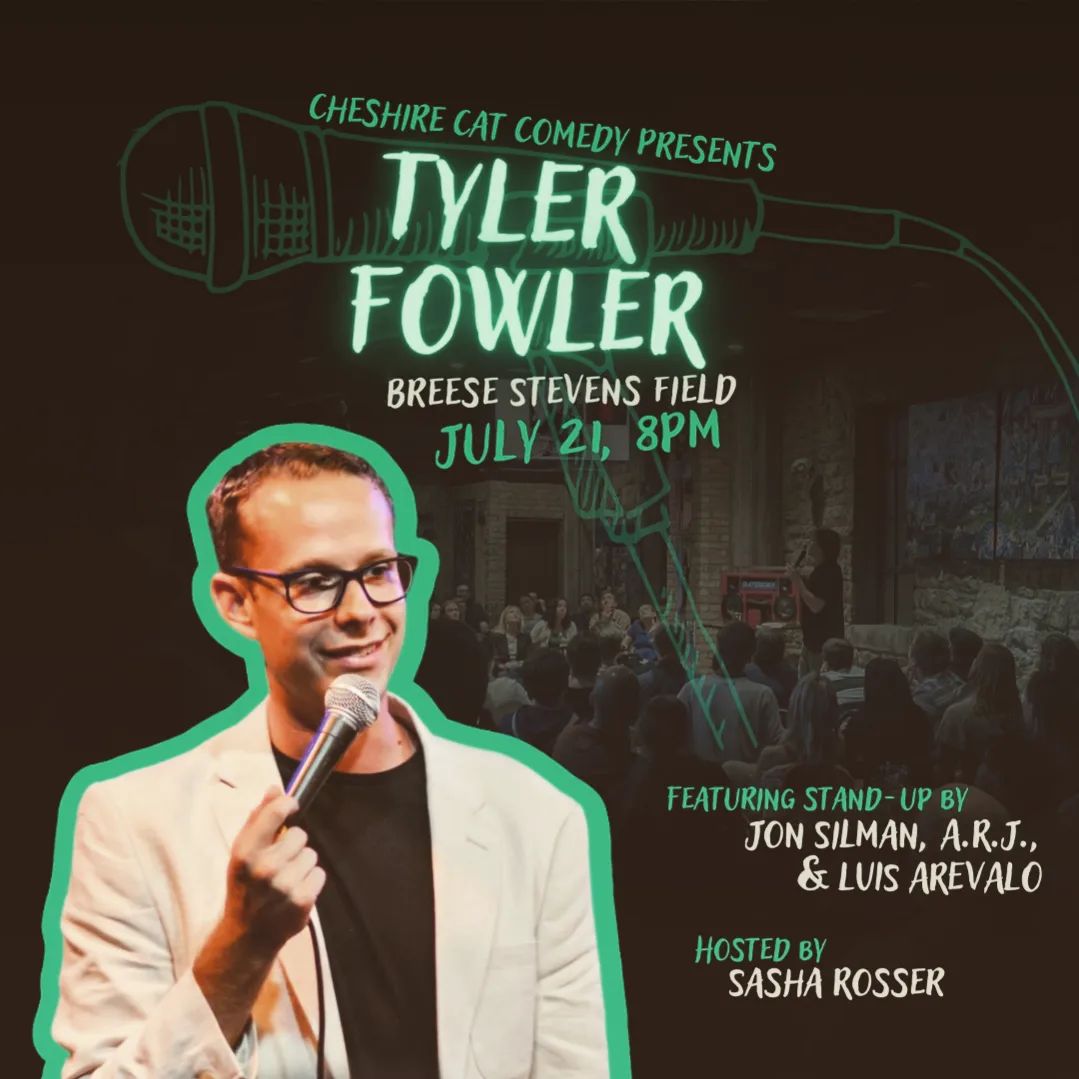 CHESHIRE CAT COMEDY PRESENTS
TYLER
FOWLER
BREESE STEVENS FIELD
JULY 21, 8PM
FEATURING STAND-UP BY
JON SILMAN, A.R.J.,
& LUIS AREVALO
HOSTED BY
SASHA ROSSER